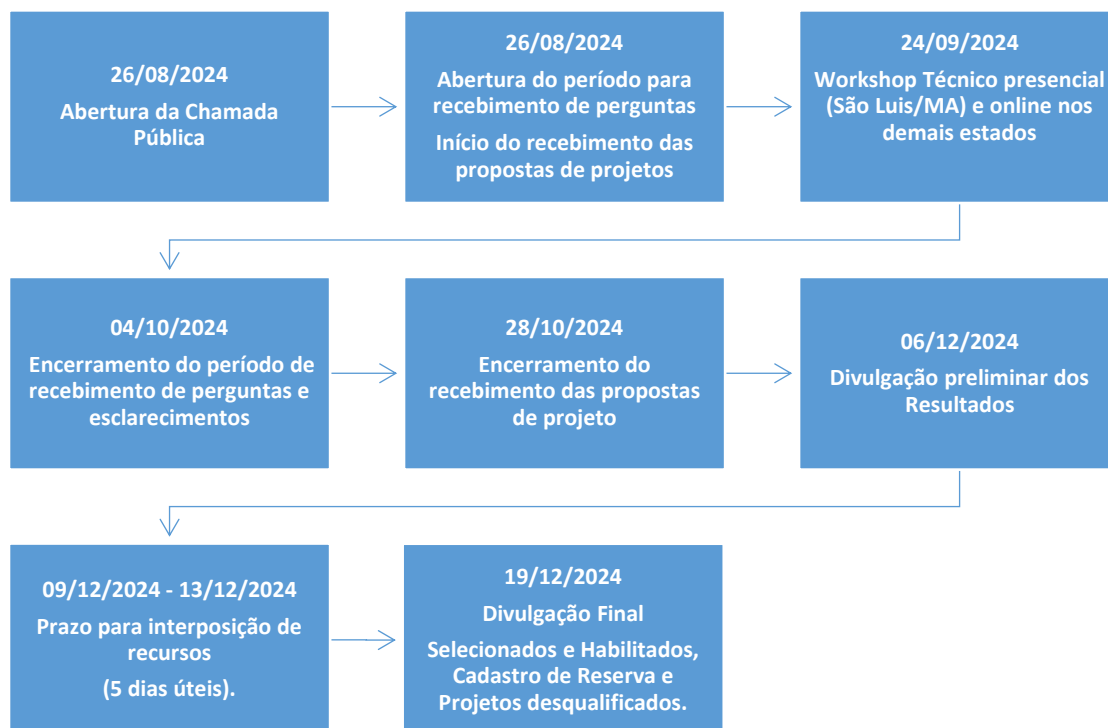 26/08/2024
Abertura da Chamada
Pública
26/08/2024
Abertura do período para
recebimento de perguntas
Início do recebimento das
propostas de projetos
24/09/2024
Workshop Técnico presencial
(São Luis/MA) e online nos
demais estados
04/10/2024
Encerramento do período de
recebimento de perguntas e
esclarecimentos
28/10/2024
Encerramento do
recebimento das propostas
de projeto
06/12/2024
Divulgação preliminar dos
Resultados
09/12/2024 - 13/12/2024
Prazo para interposição de
recursos
(5 dias úteis).
19/12/2024
Divulgação Final
Selecionados e Habilitados,
Cadastro de Reserva e
Projetos desqualificados.